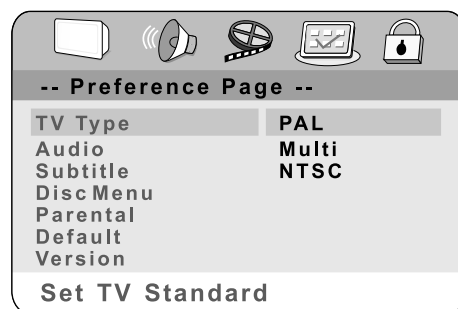 -- Preference Page --
TV Type PAL
Audio Multi
Subtitle NTSC
Disc Menu
Parental
Default
Version
Set TV Standard